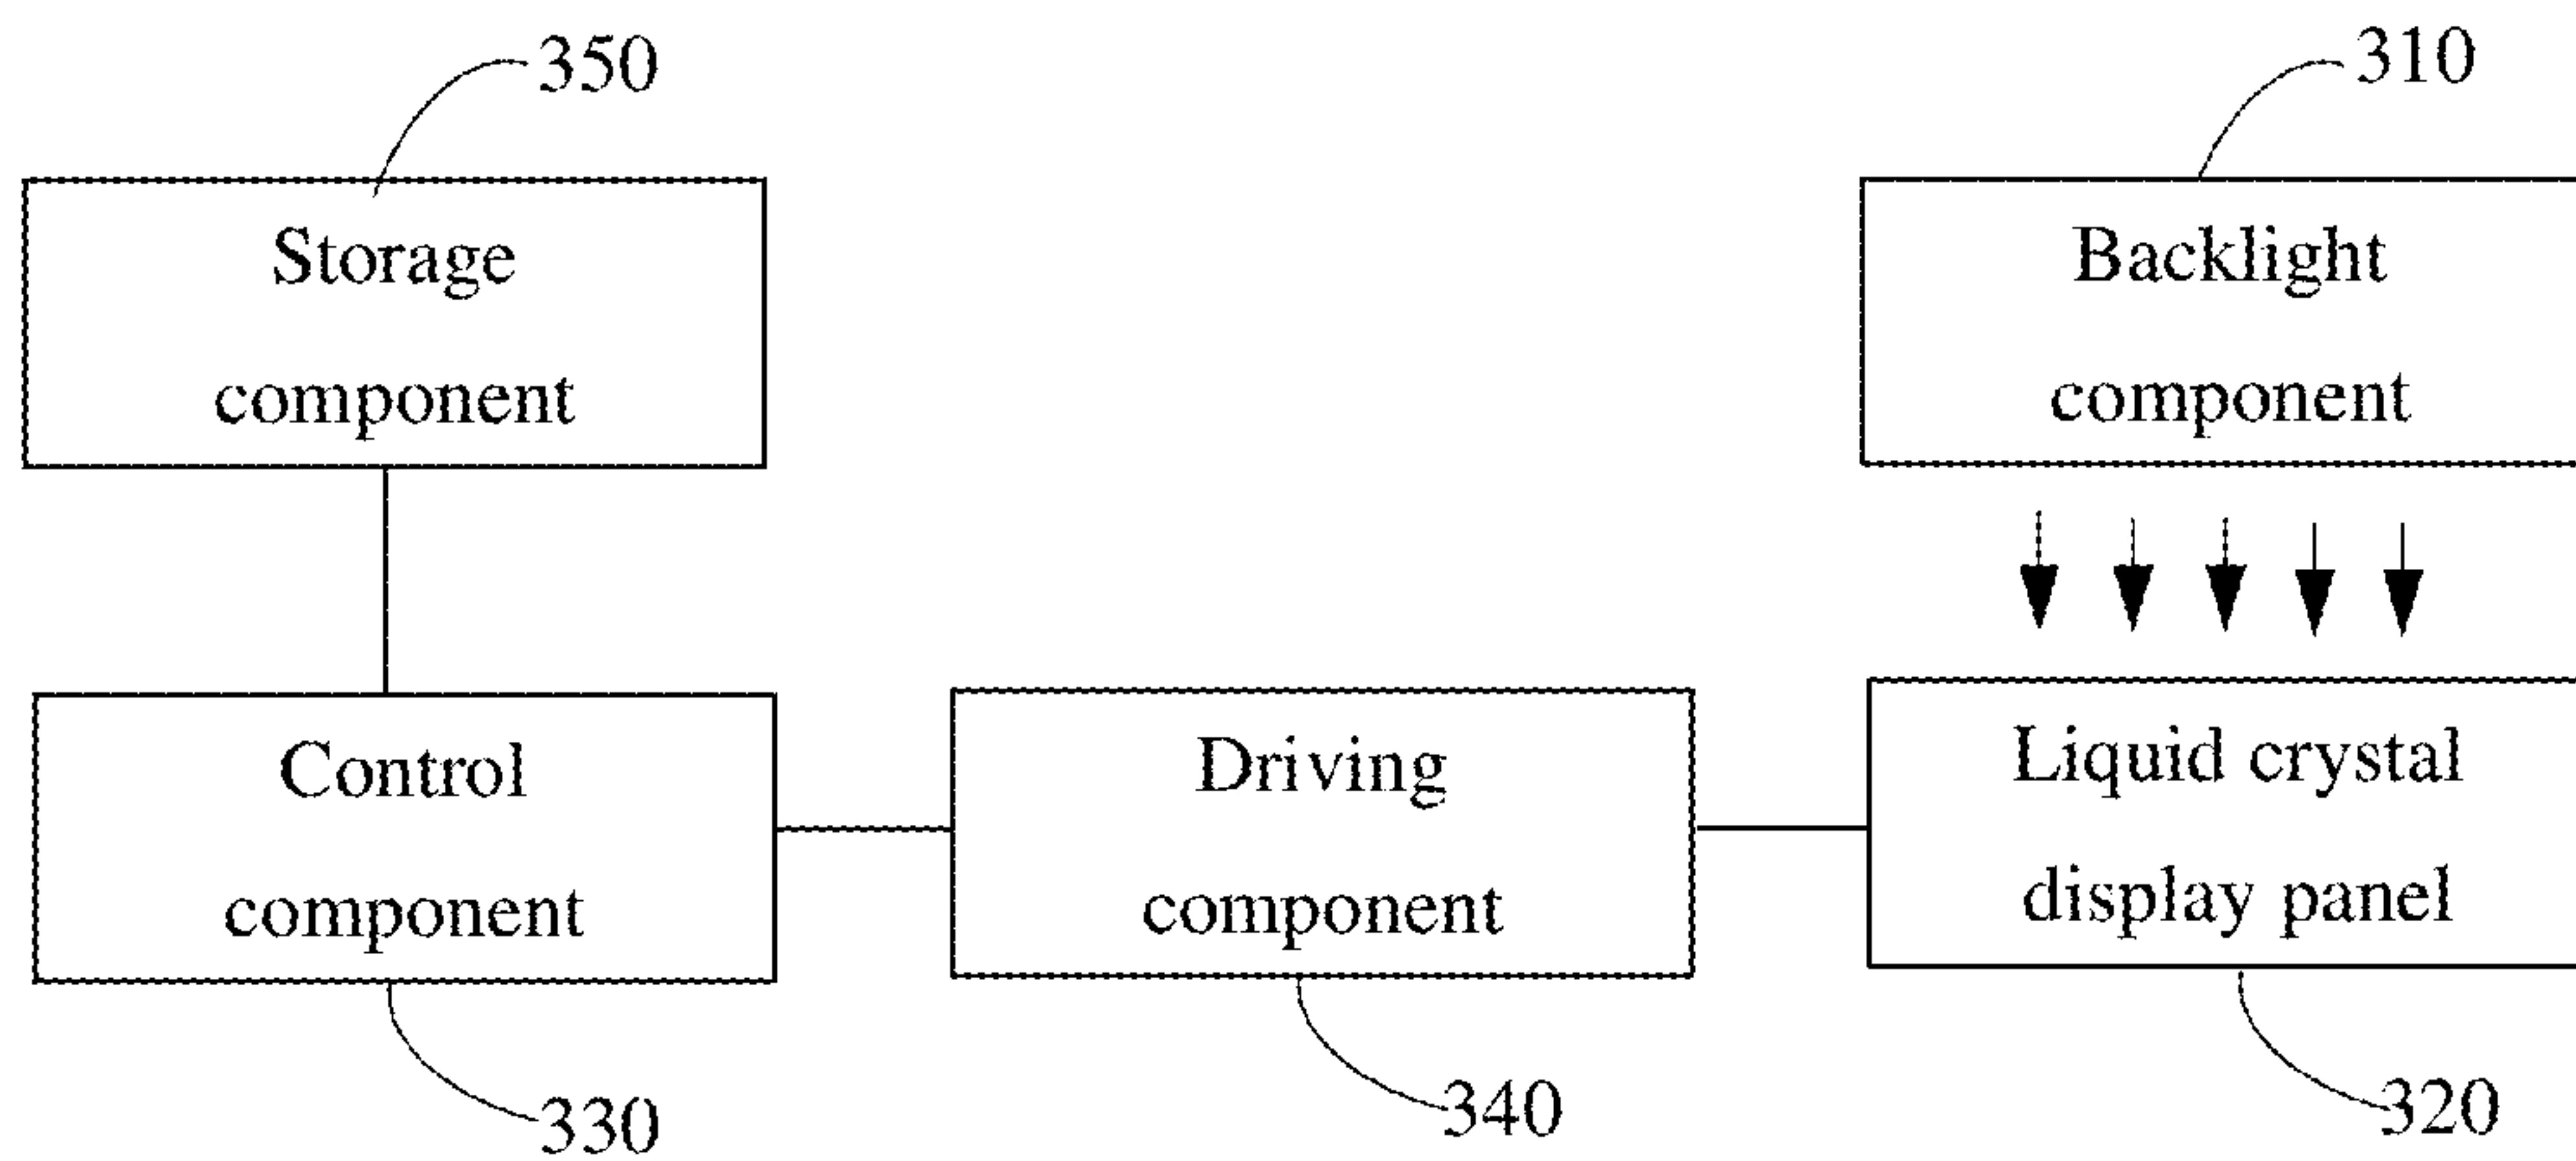 350
310
Storage
component
Backlight
component
Control
component
Driving
component
Liquid crystal
display panel
330
340
320